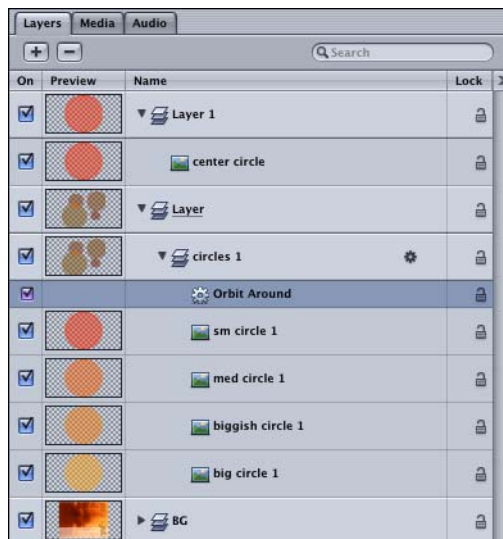 Layers Media Audio
Search
On Preview Name Lock
Layer 1
center circle
Layer
circles 1
Orbit Around
sm circle 1
med circle 1
biggish circle 1
big circle 1
BG